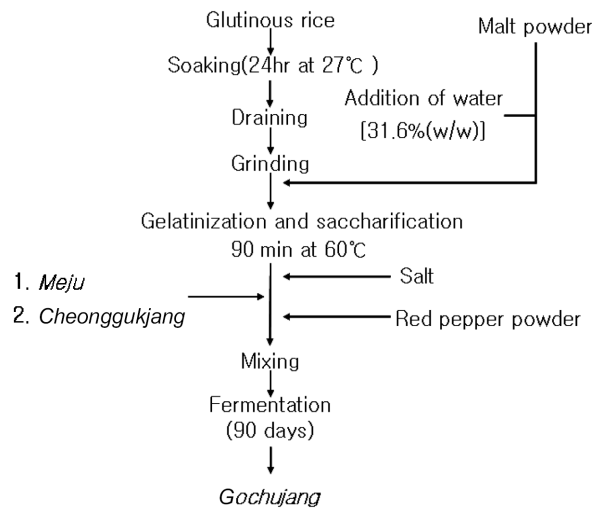 Glutinous rice
Malt powder
Soaking(24hr at 27℃ )
Addition of water
[31.6%(w/w)]
Draining
Grinding
Gelatinization and saccharification
90 min at 60℃
1. Meju
2. Cheonggukjang
Salt
Red pepper powder
Mixing
Fermentation
(90 days)
Gochujang